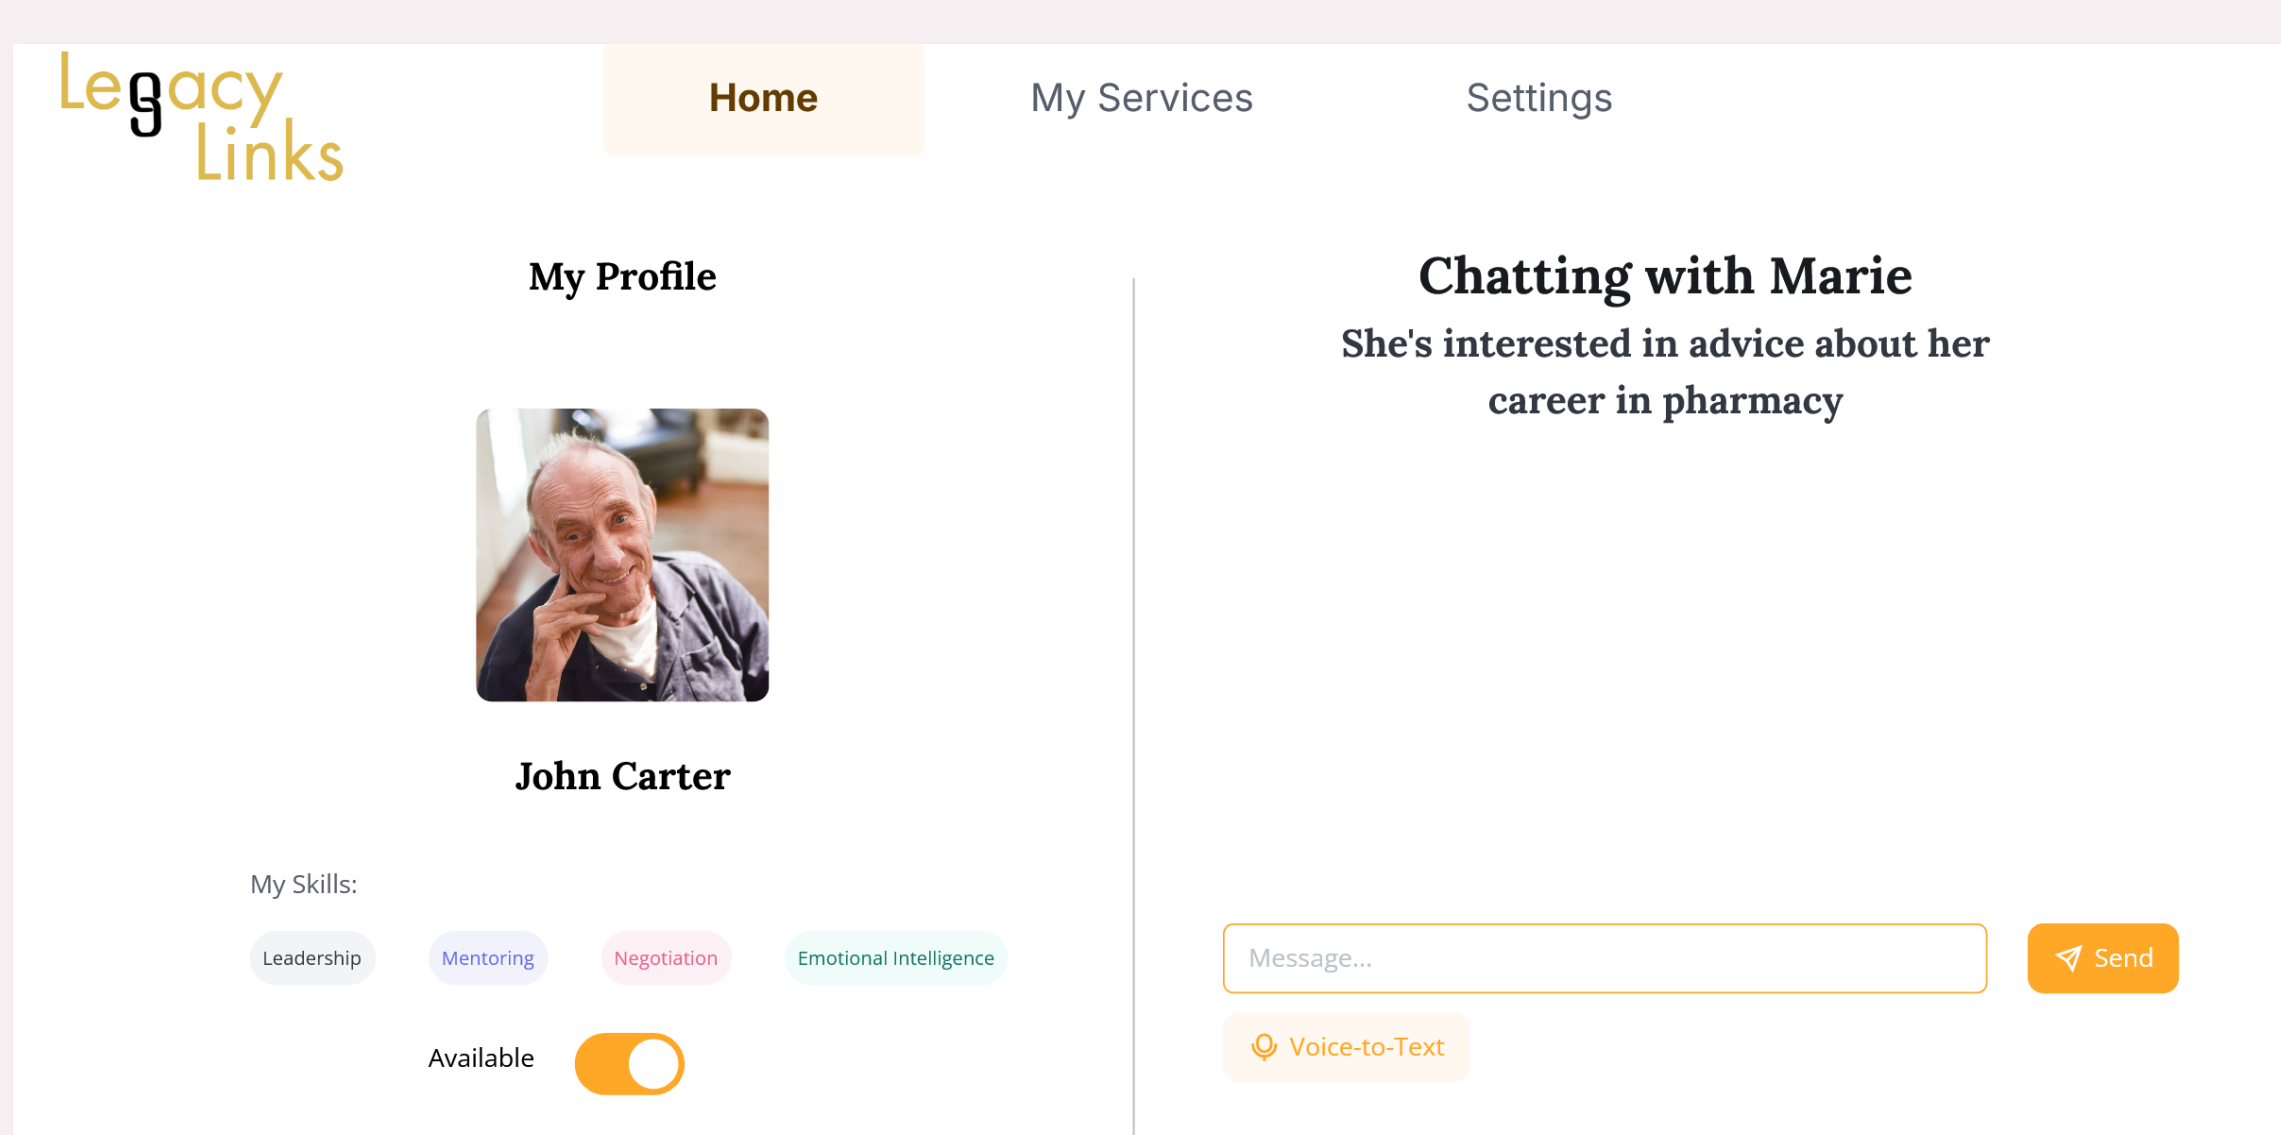 Legacy
Links
Home
My Services
Settings
My Profile
John Carter
My Skills:
Leadership
Mentoring
Negotiation
Emotional Intelligence
Available
Chatting with Marie
She's interested in advice about her
career in pharmacy
Message...
Send
Voice-to-Text